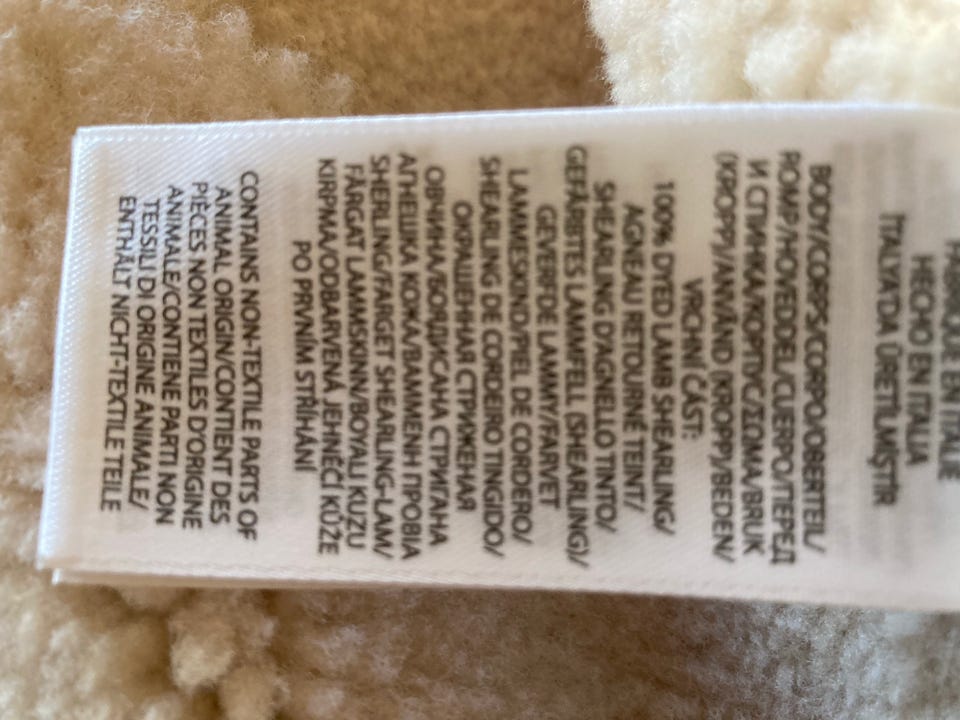 FABRIQUÉ EN ITALIE
HECHO EN ITALIA
İTALYA'DA ÜRETİLMİŞTİR
BODY/CORPS/CORPO/OBERTEIL/
ROMP/HOVEDDEL/CUERPO/ПЕРЕД
И СПИНКА/КОРПУС/ΣΩΜΑ/BRUK
(KROPP)/ANVÄND (KROPP)/BEDEN/
VRCHNÍ ČÁST:
100% DYED LAMB SHEARLING/
AGNEAU RETOURNÉ TEINT/
SHEARLING D'AGNELLO TINTO/
GEFÄRBTES LAMMFELL (SHEARLING)/
GEVERFDE LAMMY/FARVET
LAMMESKIND/PIEL DE CORDERO/
SHEARLING DE CORDEIRO TINGIDO/
ОВЧИНА/БОЯДИСАНА СТРИГАНА
АГНЕШКА КОЖА/ΒΑΜΜΕΝΗ ΠΡΟΒΙΑ
SHERLING/FARGET SHEARLING-LAM/
FÄRGAT LAMMSKINN/BOYALI KUZU
KIRPMA/ODBARVENÁ JEHNĚČÍ KŮŽE
PO PRVNÍM STŘÍHÁNÍ
CONTAINS NON-TEXTILE PARTS OF
ANIMAL ORIGIN/CONTIENT DES
PIÈCES NON TEXTILES D'ORIGINE
ANIMALE/CONTIENE PARTI NON
TESSILI DI ORIGINE ANIMALE/
ENTHÄLT NICHT-TEXTILE TEILE